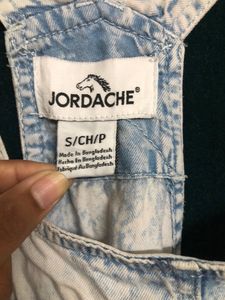 JORDACHE®
S/CH/P
Made In Bangladesh
Hecho En Bangladesh
Fabriqué Au Bangladesh